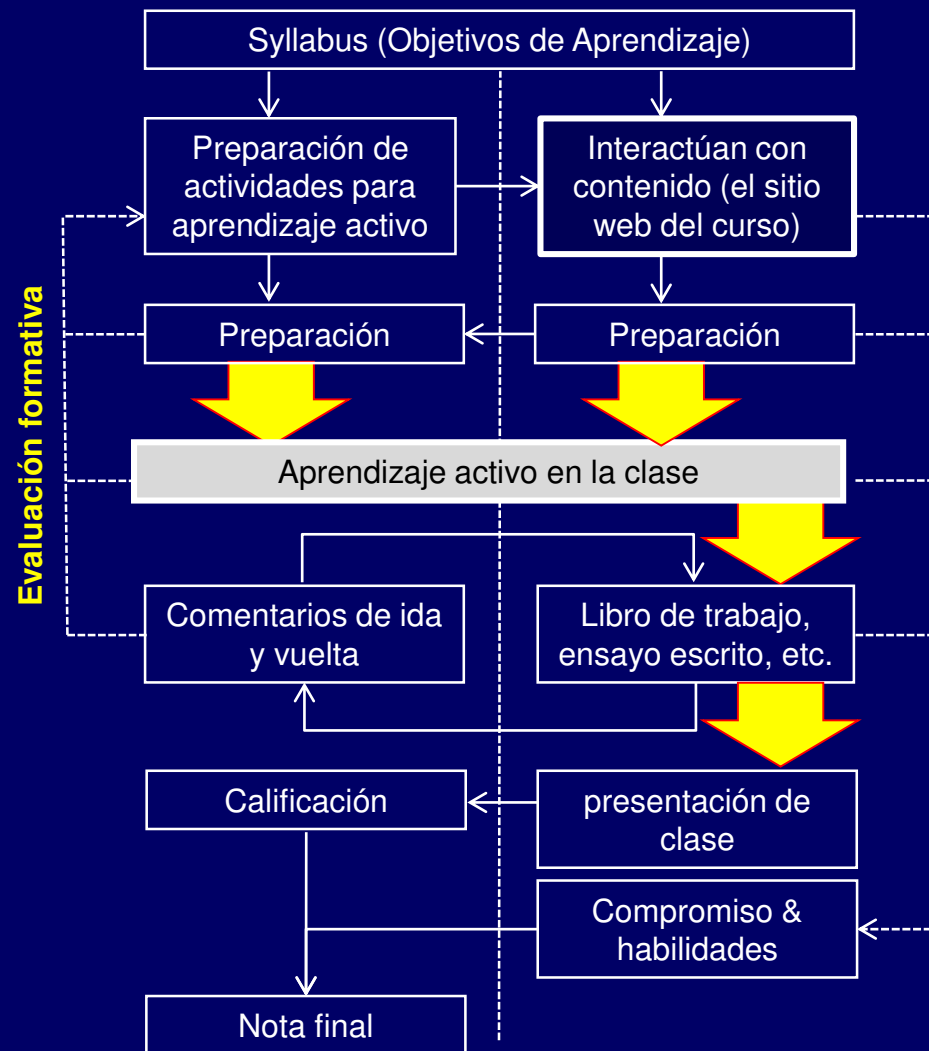 Syllabus (Objetivos de Aprendizaje)
Preparación de
actividades para
aprendizaje activo
Interactúan con
contenido (el sitio
web del curso)
Preparación
Preparación
Evaluación formativa
Aprendizaje activo en la clase
Comentarios de ida
y vuelta
Libro de trabajo,
ensayo escrito, etc.
Calificación
presentación de
clase
Compromiso &
habilidades
Nota final